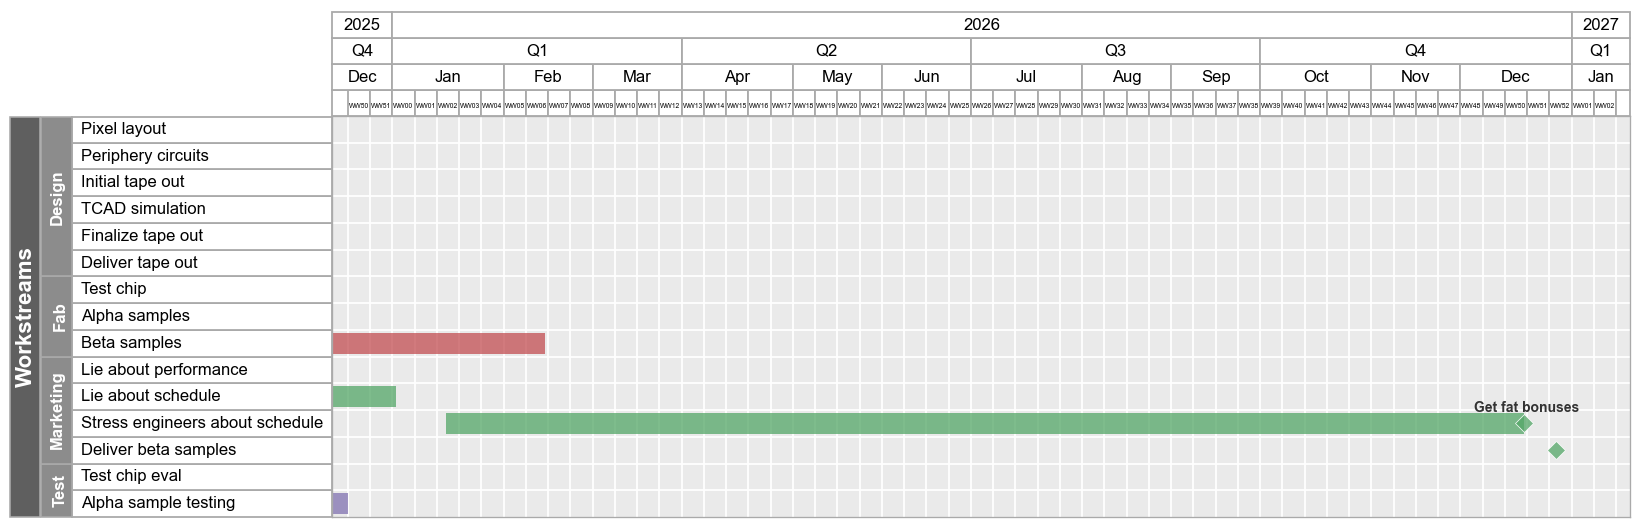 2025 2026 2027
Q4 Q1 Q2 Q3 Q4 Q1
Dec Jan Feb Mar Apr May Jun Jul Aug Sep Oct Nov Dec Jan
WW50 WW51 WW00 WW01 WW02 WW03 WW04 WW05 WW06 WW07 WW08 WW09 WW10 WW11 WW12 WW13 WW14 WW15 WW16 WW17 WW18 WW19 WW20 WW21 WW22 WW23 WW24 WW25 WW26 WW27 WW28 WW29 WW30 WW31 WW32 WW33 WW34 WW35 WW36 WW37 WW38 WW39 WW40 WW41 WW42 WW43 WW44 WW45 WW46 WW47 WW48 WW49 WW50 WW51 WW52 WW01 WW02
Workstreams
Design
Pixel layout
Periphery circuits
Initial tape out
TCAD simulation
Finalize tape out
Deliver tape out
Fab
Test chip
Alpha samples
Beta samples
Marketing
Lie about performance
Lie about schedule
Stress engineers about schedule
Get fat bonuses
Deliver beta samples
Test
Test chip eval
Alpha sample testing